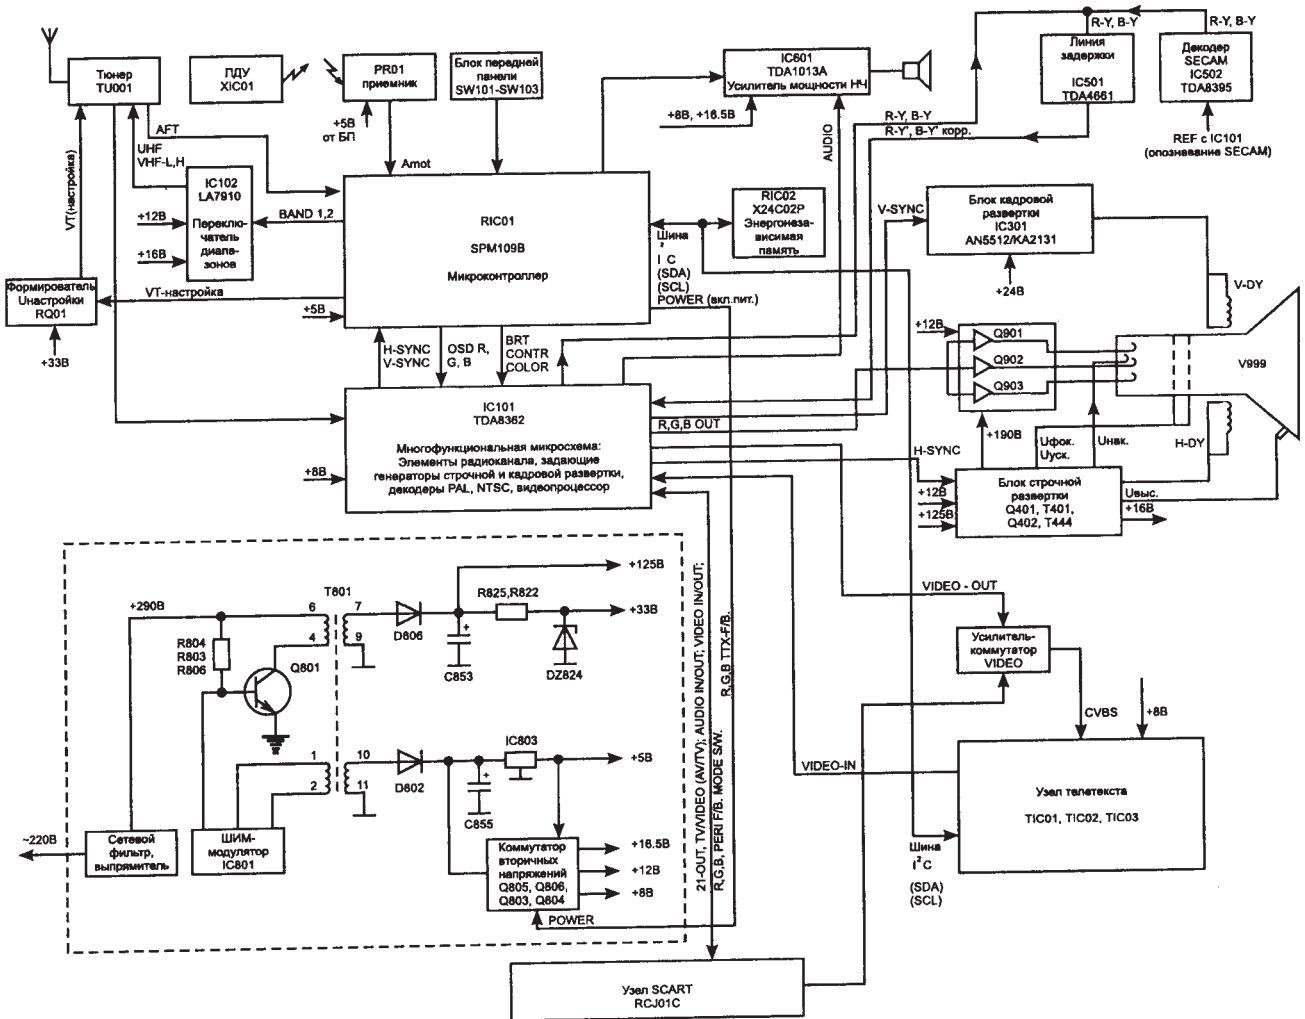 Тюнер
TU001
ПДУ
XIC01
PR01
приемник
+5В
от БП
Блок передней
панели
SW101-SW103
IC601
TDA1013A
Усилитель мощности НЧ
+8В, +16.5В
AUDIO
R-Y, B-Y
R-Y, B-Y
Линия
задержки
IC501
TDA4661
Декодер
SECAM
IC502
TDA8395
REF с IC101
(опознавание SECAM)
R-Y, B-Y
R-Y', B-Y' корр.
AFT
UHF
VHF-L,H
VT(настройка)
IC102
LA7910
Переклю-
чатель
диапа-
зонов
+12В
+16В
BAND 1,2
Amot
RIC01
SPM109B
Микроконтроллер
RIC02
X24C02P
Энергонеза-
висимая
память
Шина
I²C
(SDA)
(SCL)
POWER (вкл.пит.)
V-SYNC
Блок кадровой
развертки
IC301
AN5512/KA2131
+24В
V-DY
Формирователь
Uнастройки
RQ01
VT-настройка
+5В
+33В
H-SYNC
V-SYNC
OSD R,
G, B
BRT
CONTR
COLOR
+12В
Q901
Q902
Q903
V999
IC101
TDA8362
Многофункциональная микросхема:
Элементы радиоканала, задающие
генераторы строчной и кадровой развертки,
декодеры PAL, NTSC, видеопроцессор
+8В
R,G,B OUT
+190В
Uфок.
Uуск.
Uнак.
H-DY
H-SYNC
Блок строчной
развертки
Q401, T401,
Q402, T444
+12В
+125В
Uвыс.
+16В
+290В
T801
6
4
7
9
D806
R825,R822
+125В
+33В
C853
DZ824
R804
R803
R806
Q801
1
2
10
11
D802
IC803
+5В
C855
~220В
Сетевой
фильтр,
выпрямитель
ШИМ-
модулятор
IC801
Коммутатор
вторичных
напряжений
Q805, Q806,
Q803, Q804
+16.5В
+12В
+8В
POWER
21-OUT, TV/VIDEO (AV/TV); AUDIO IN/OUT; VIDEO IN/OUT;
R,G,B, PERI F/B. MODE S/W.
R,G,B TTX-F/B.
VIDEO - OUT
Усилитель-
коммутатор
VIDEO
CVBS
+8В
VIDEO-IN
Узел телетекста
TIC01, TIC02, TIC03
Шина
I²C
(SDA)
(SCL)
Узел SCART
RCJ01C